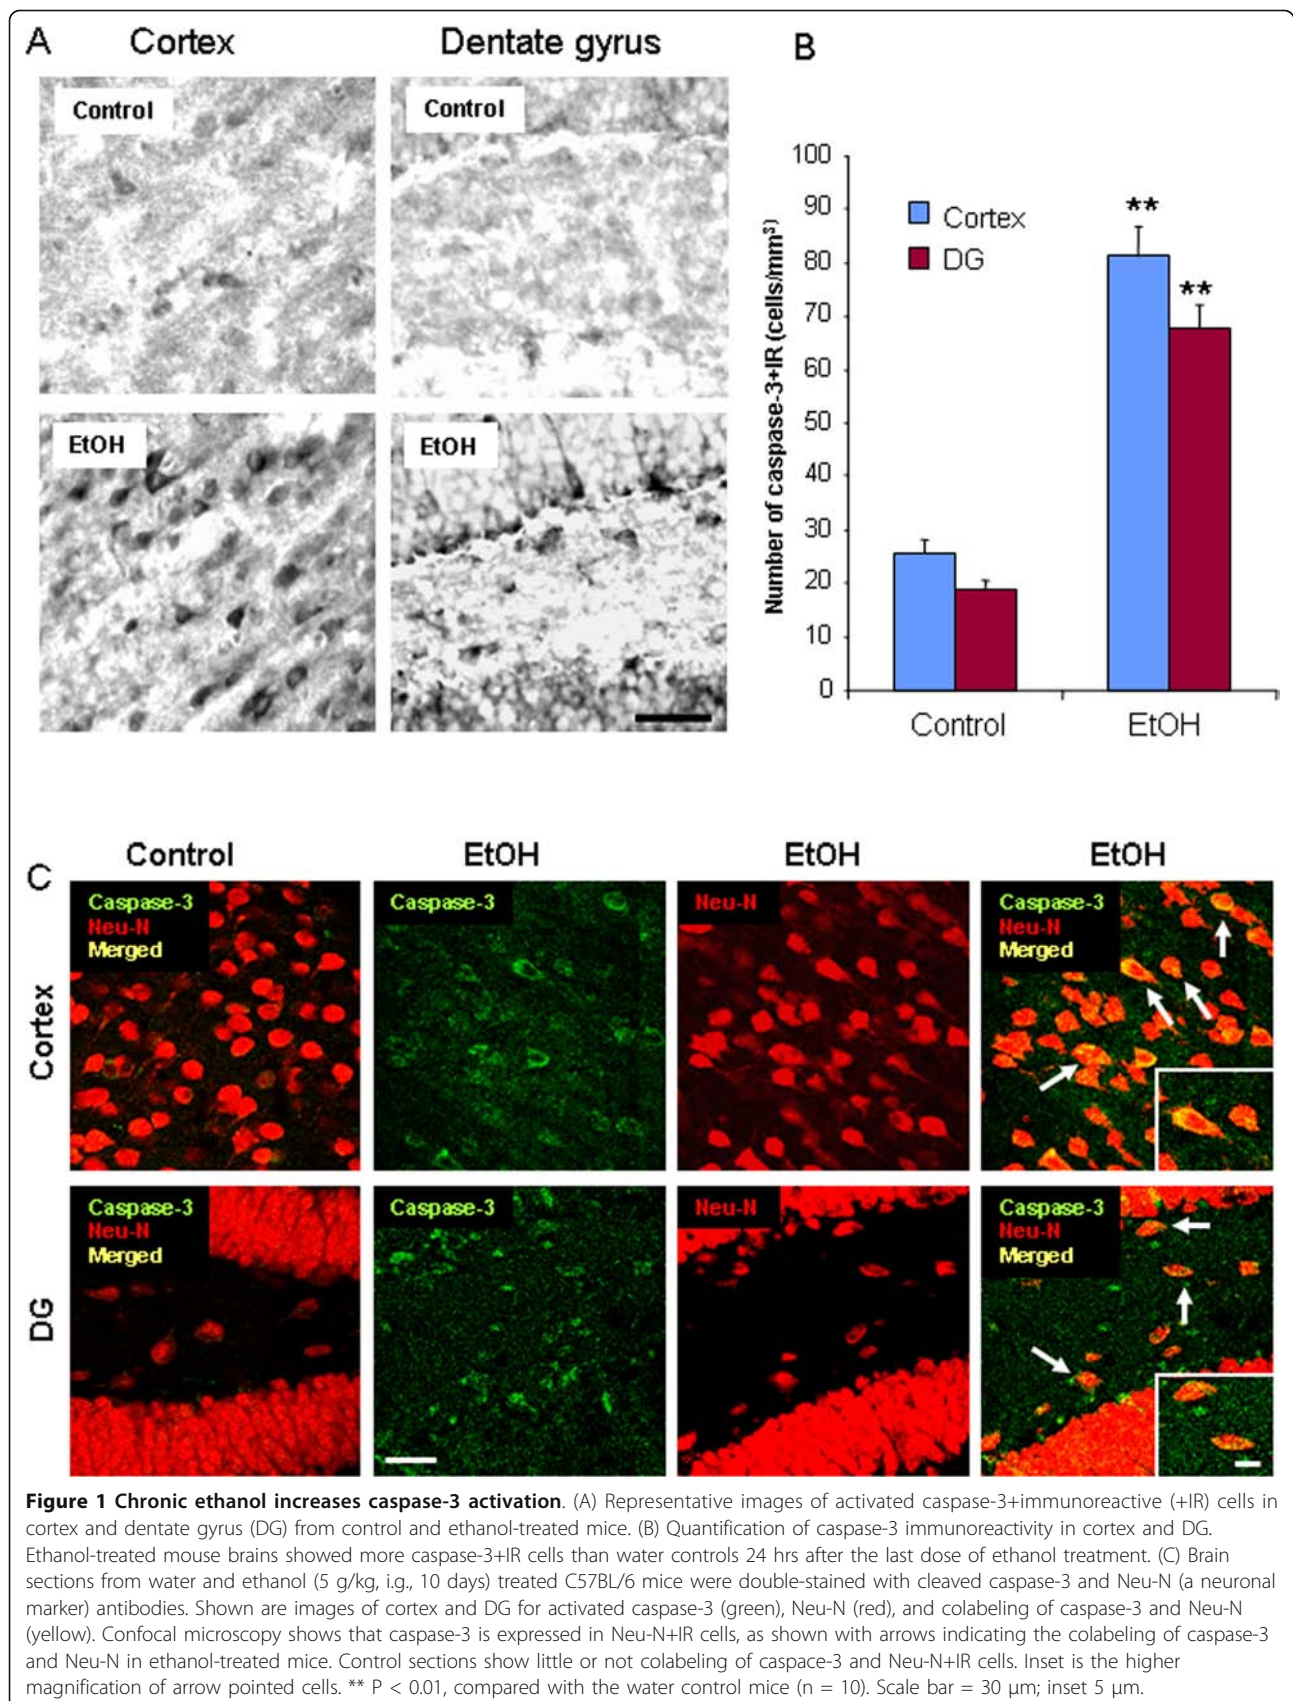 A
Cortex
Dentate gyrus
Control
Control
EtOH
EtOH
B
Number of caspase-3+IR (cells/mm³)
100
90
80
70
60
50
40
30
20
10
0
Cortex
DG
**
**
Control
EtOH
C
Control
EtOH
EtOH
EtOH
Cortex
Caspase-3
Neu-N
Merged
Caspase-3
Neu-N
Caspase-3
Neu-N
Merged
DG
Caspase-3
Neu-N
Merged
Caspase-3
Neu-N
Caspase-3
Neu-N
Merged
Figure 1 Chronic ethanol increases caspase-3 activation. (A) Representative images of activated caspase-3+immunoreactive (+IR) cells in
cortex and dentate gyrus (DG) from control and ethanol-treated mice. (B) Quantification of caspase-3 immunoreactivity in cortex and DG.
Ethanol-treated mouse brains showed more caspase-3+IR cells than water controls 24 hrs after the last dose of ethanol treatment. (C) Brain
sections from water and ethanol (5 g/kg, i.g., 10 days) treated C57BL/6 mice were double-stained with cleaved caspase-3 and Neu-N (a neuronal
marker) antibodies. Shown are images of cortex and DG for activated caspase-3 (green), Neu-N (red), and colabeling of caspase-3 and Neu-N
(yellow). Confocal microscopy shows that caspase-3 is expressed in Neu-N+IR cells, as shown with arrows indicating the colabeling of caspase-3
and Neu-N in ethanol-treated mice. Control sections show little or not colabeling of caspace-3 and Neu-N+IR cells. Inset is the higher
magnification of arrow pointed cells. ** P < 0.01, compared with the water control mice (n = 10). Scale bar = 30 μm; inset 5 μm.